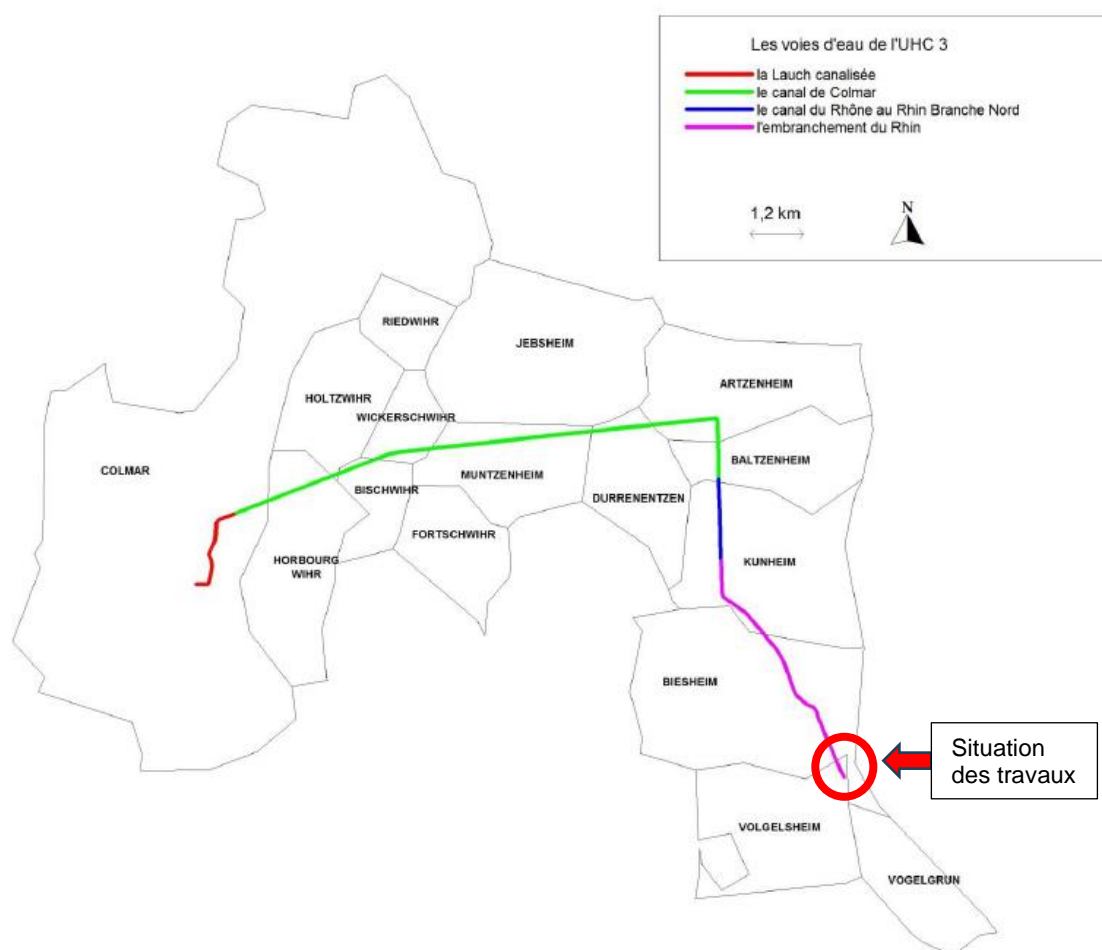 Les voies d'eau de l'UHC 3
la Lauch canalisée
le canal de Colmar
le canal du Rhône au Rhin Branche Nord
l'embranchement du Rhin
1,2 km
N
RIEDWIHR
JEBSHEIM
ARTZENHEIM
HOLTZWIHR
WICKERSCHWIHR
COLMAR
BALTZENHEIM
MUNTZENHEIM
BISCHWIHR
DURRENENTZEN
FORTSCHWIHR
HORBOURG
WIHR
KUNHEIM
BIESHEIM
Situation
des travaux
VOLGELSHEIM
VOGELGRUN